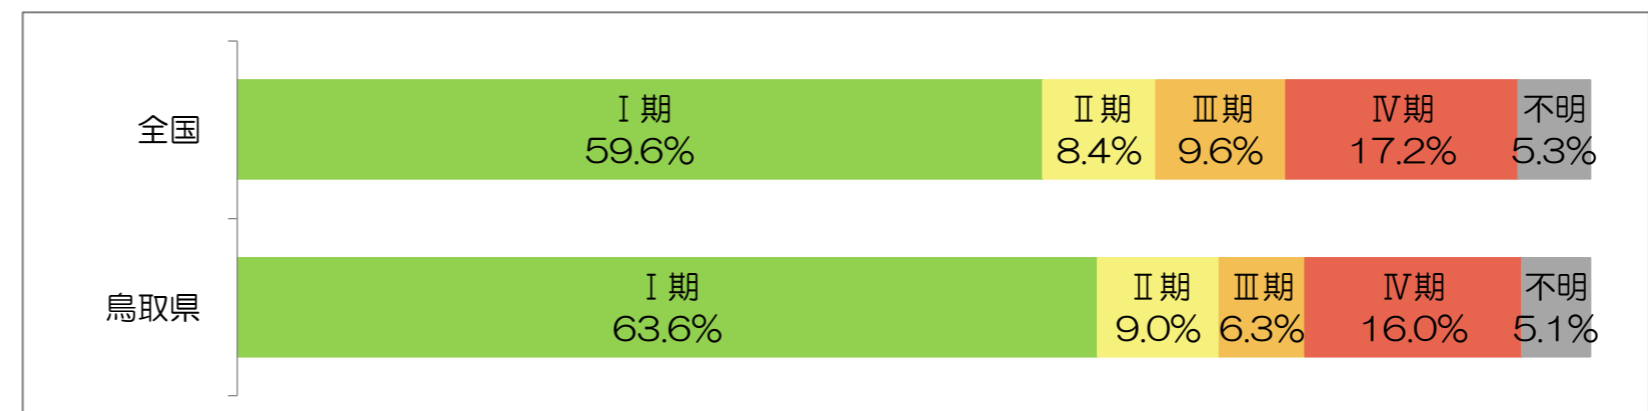 全国
Ⅰ期
59.6%
Ⅱ期
8.4%
Ⅲ期
9.6%
Ⅳ期
17.2%
不明
5.3%
鳥取県
Ⅰ期
63.6%
Ⅱ期
9.0%
Ⅲ期
6.3%
Ⅳ期
16.0%
不明
5.1%